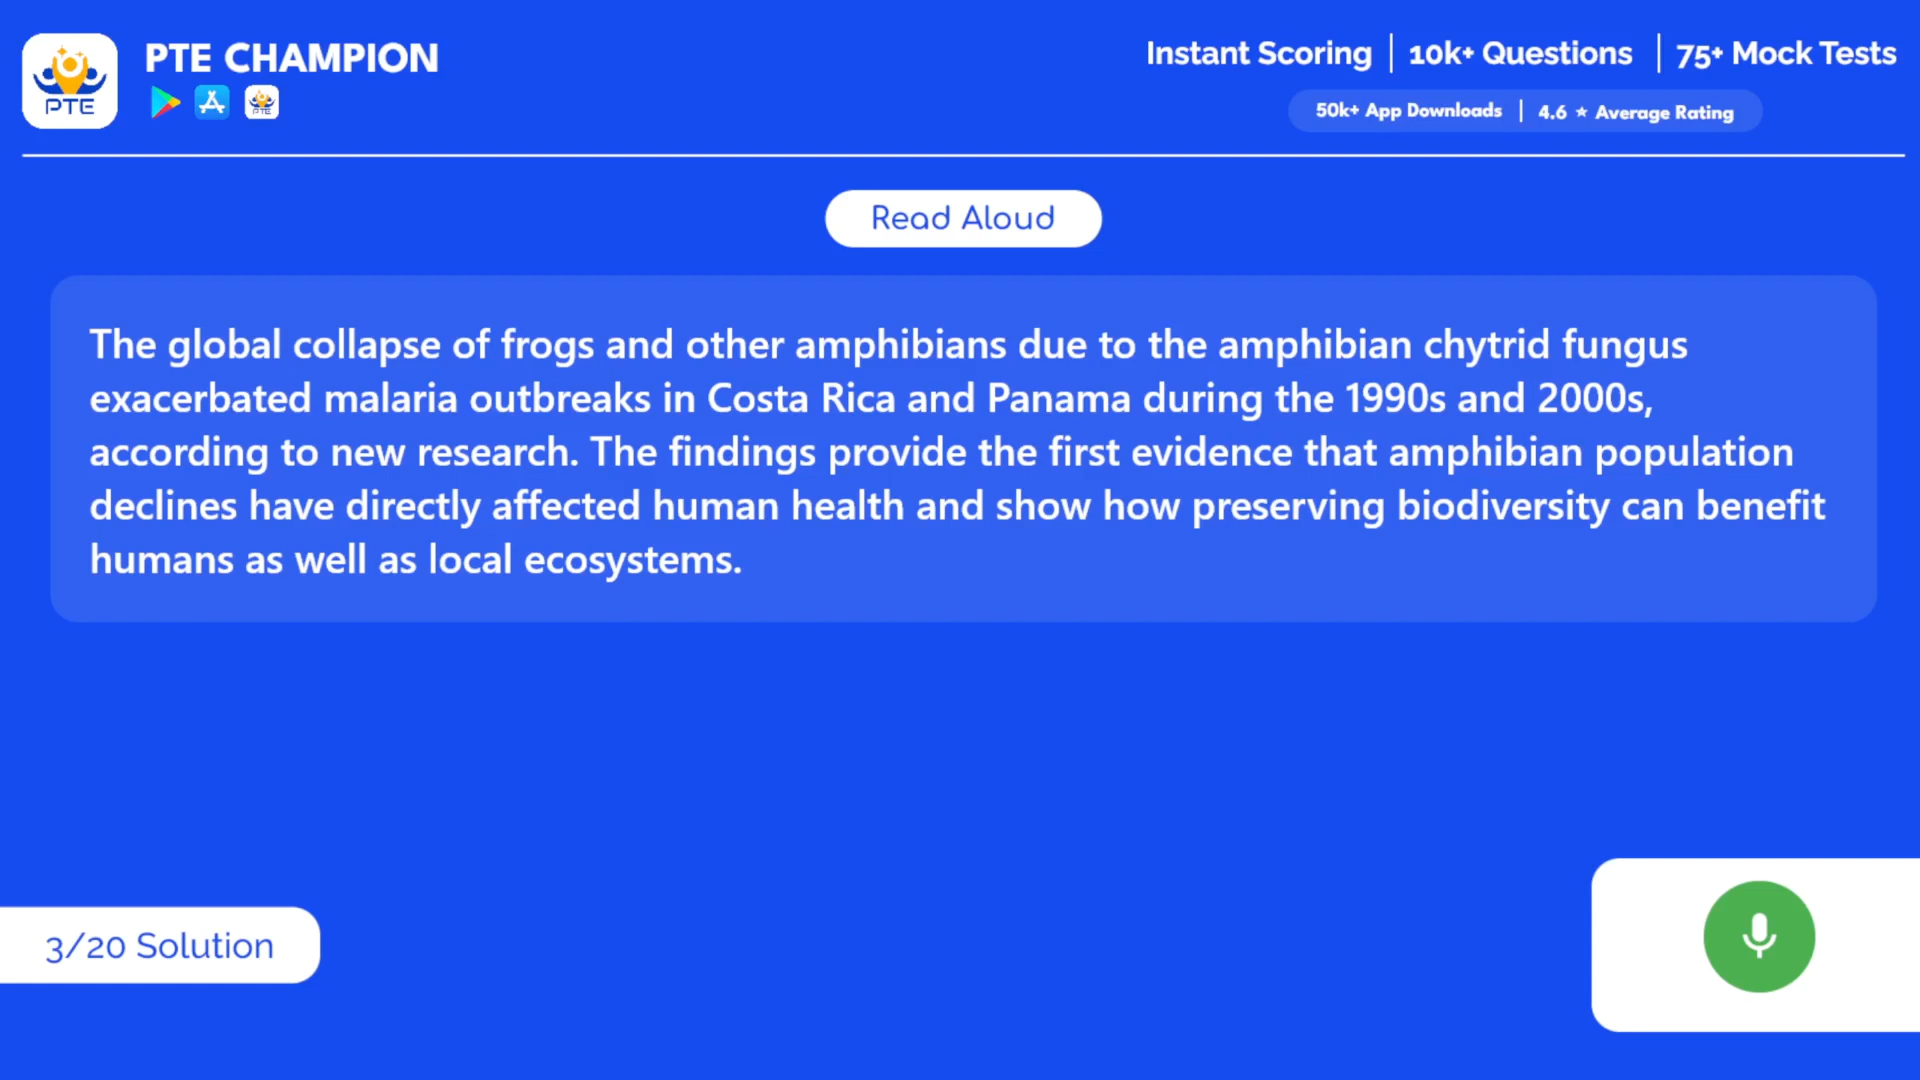 PTE CHAMPION
PTE
PTE
Instant Scoring | 10k+ Questions | 75+ Mock Tests
50k+ App Downloads | 4.6 ★ Average Rating
Read Aloud
The global collapse of frogs and other amphibians due to the amphibian chytrid fungus
exacerbated malaria outbreaks in Costa Rica and Panama during the 1990s and 2000s,
according to new research. The findings provide the first evidence that amphibian population
declines have directly affected human health and show how preserving biodiversity can benefit
humans as well as local ecosystems.
3/20 Solution